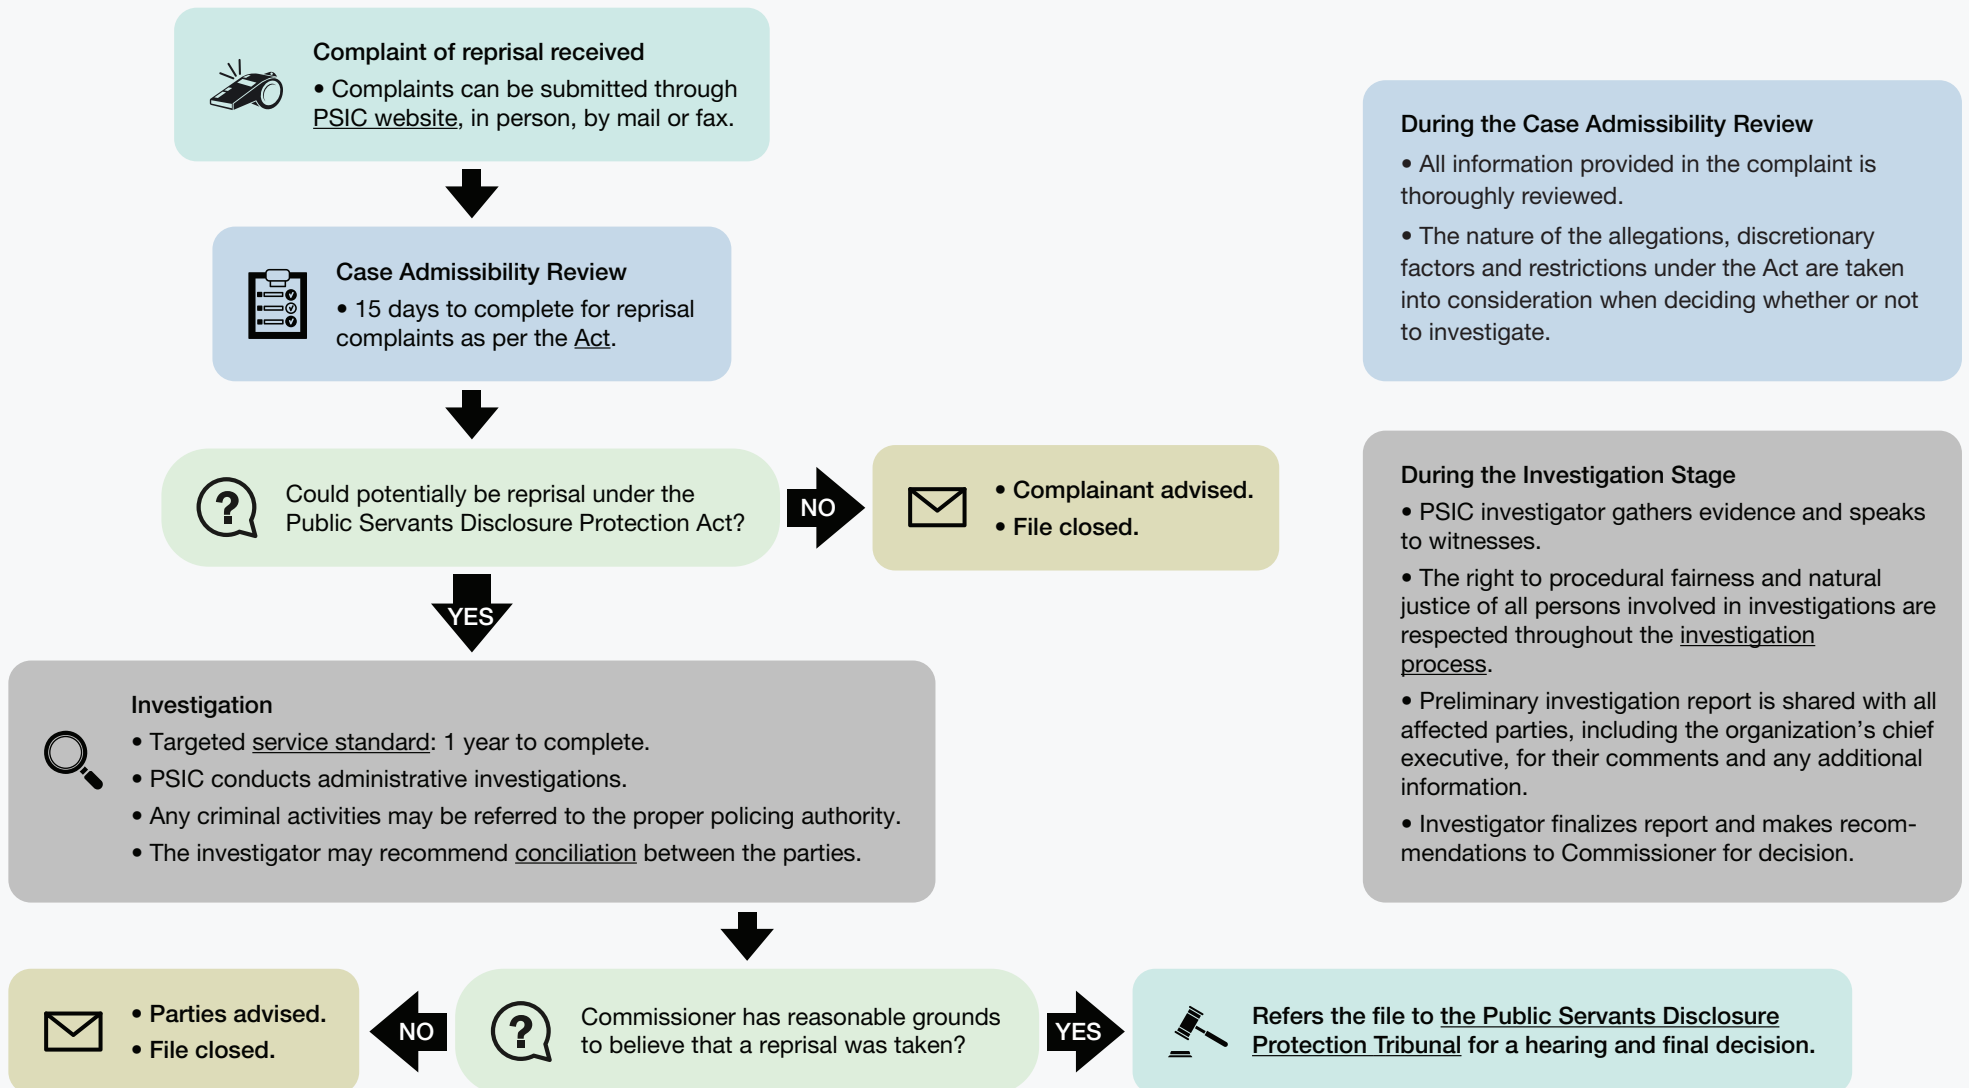 Complaint of reprisal received
• Complaints can be submitted through
PSIC website, in person, by mail or fax.
Case Admissibility Review
• 15 days to complete for reprisal
complaints as per the Act.
Could potentially be reprisal under the
Public Servants Disclosure Protection Act?
NO
• Complainant advised.
• File closed.
YES
Investigation
• Targeted service standard: 1 year to complete.
• PSIC conducts administrative investigations.
• Any criminal activities may be referred to the proper policing authority.
• The investigator may recommend conciliation between the parties.
Commissioner has reasonable grounds
to believe that a reprisal was taken?
NO
• Parties advised.
• File closed.
YES
Refers the file to the Public Servants Disclosure
Protection Tribunal for a hearing and final decision.
During the Case Admissibility Review
• All information provided in the complaint is
thoroughly reviewed.
• The nature of the allegations, discretionary
factors and restrictions under the Act are taken
into consideration when deciding whether or not
to investigate.
During the Investigation Stage
• PSIC investigator gathers evidence and speaks
to witnesses.
• The right to procedural fairness and natural
justice of all persons involved in investigations are
respected throughout the investigation
process.
• Preliminary investigation report is shared with all
affected parties, including the organization’s chief
executive, for their comments and any additional
information.
• Investigator finalizes report and makes recom-
mendations to Commissioner for decision.